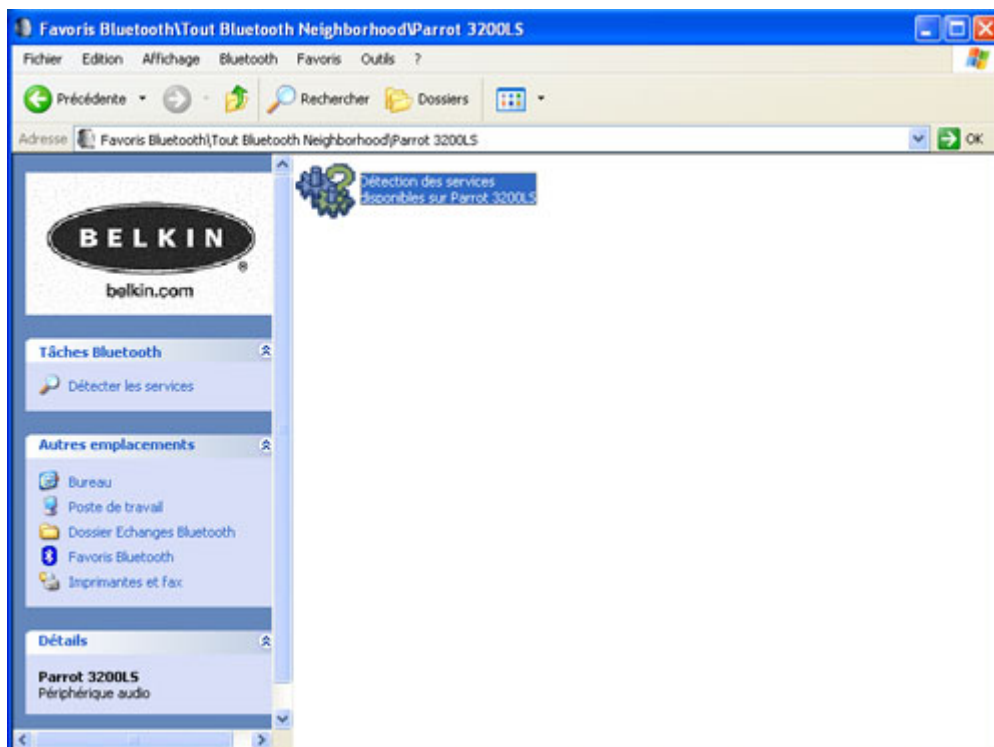 Favoris Bluetooth\Tout Bluetooth Neighborhood\Parrot 3200LS
Fichier Edition Affichage Bluetooth Favoris Outils ?
Précédente Rechercher Dossiers
Adresse Favoris Bluetooth\Tout Bluetooth Neighborhood\Parrot 3200LS OK
BELKIN
®
belkin.com
Tâches Bluetooth
Détecter les services
Autres emplacements
Bureau
Poste de travail
Dossier Echanges Bluetooth
Favoris Bluetooth
Imprimantes et fax
Détails
Parrot 3200LS
Périphérique audio
Détection des services
disponibles sur Parrot 3200LS